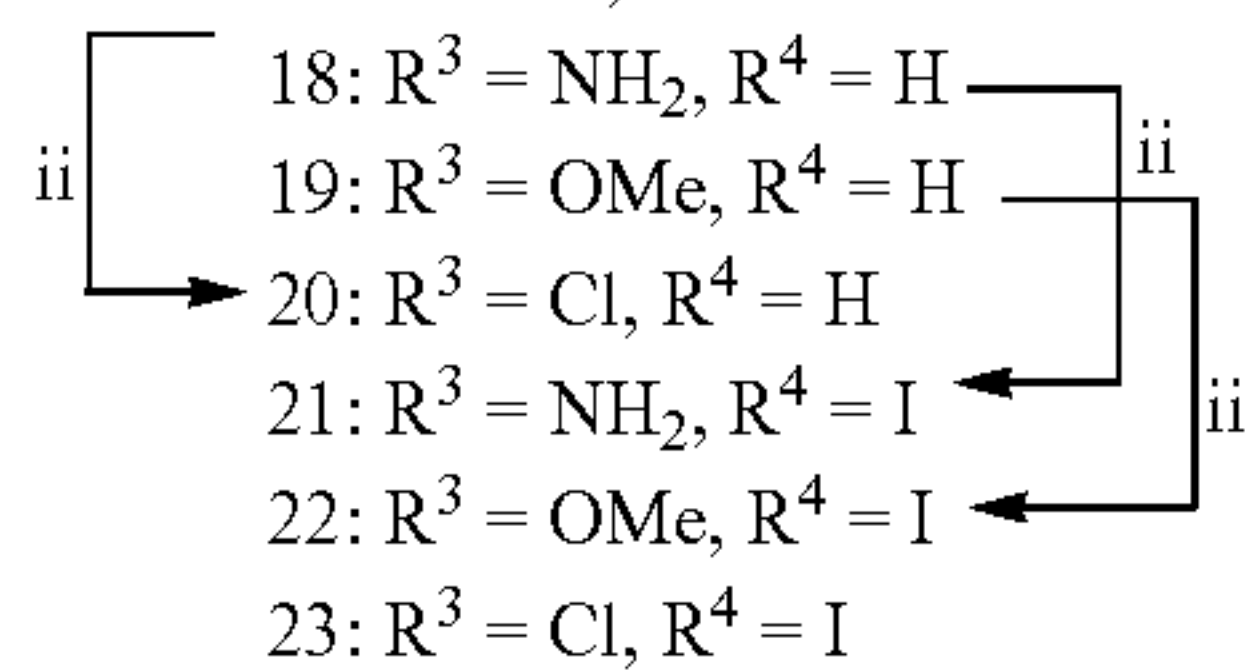 18: R³ = NH₂, R⁴ = H
ii
19: R³ = OMe, R⁴ = H
ii
20: R³ = Cl, R⁴ = H
21: R³ = NH₂, R⁴ = I
ii
22: R³ = OMe, R⁴ = I
23: R³ = Cl, R⁴ = I